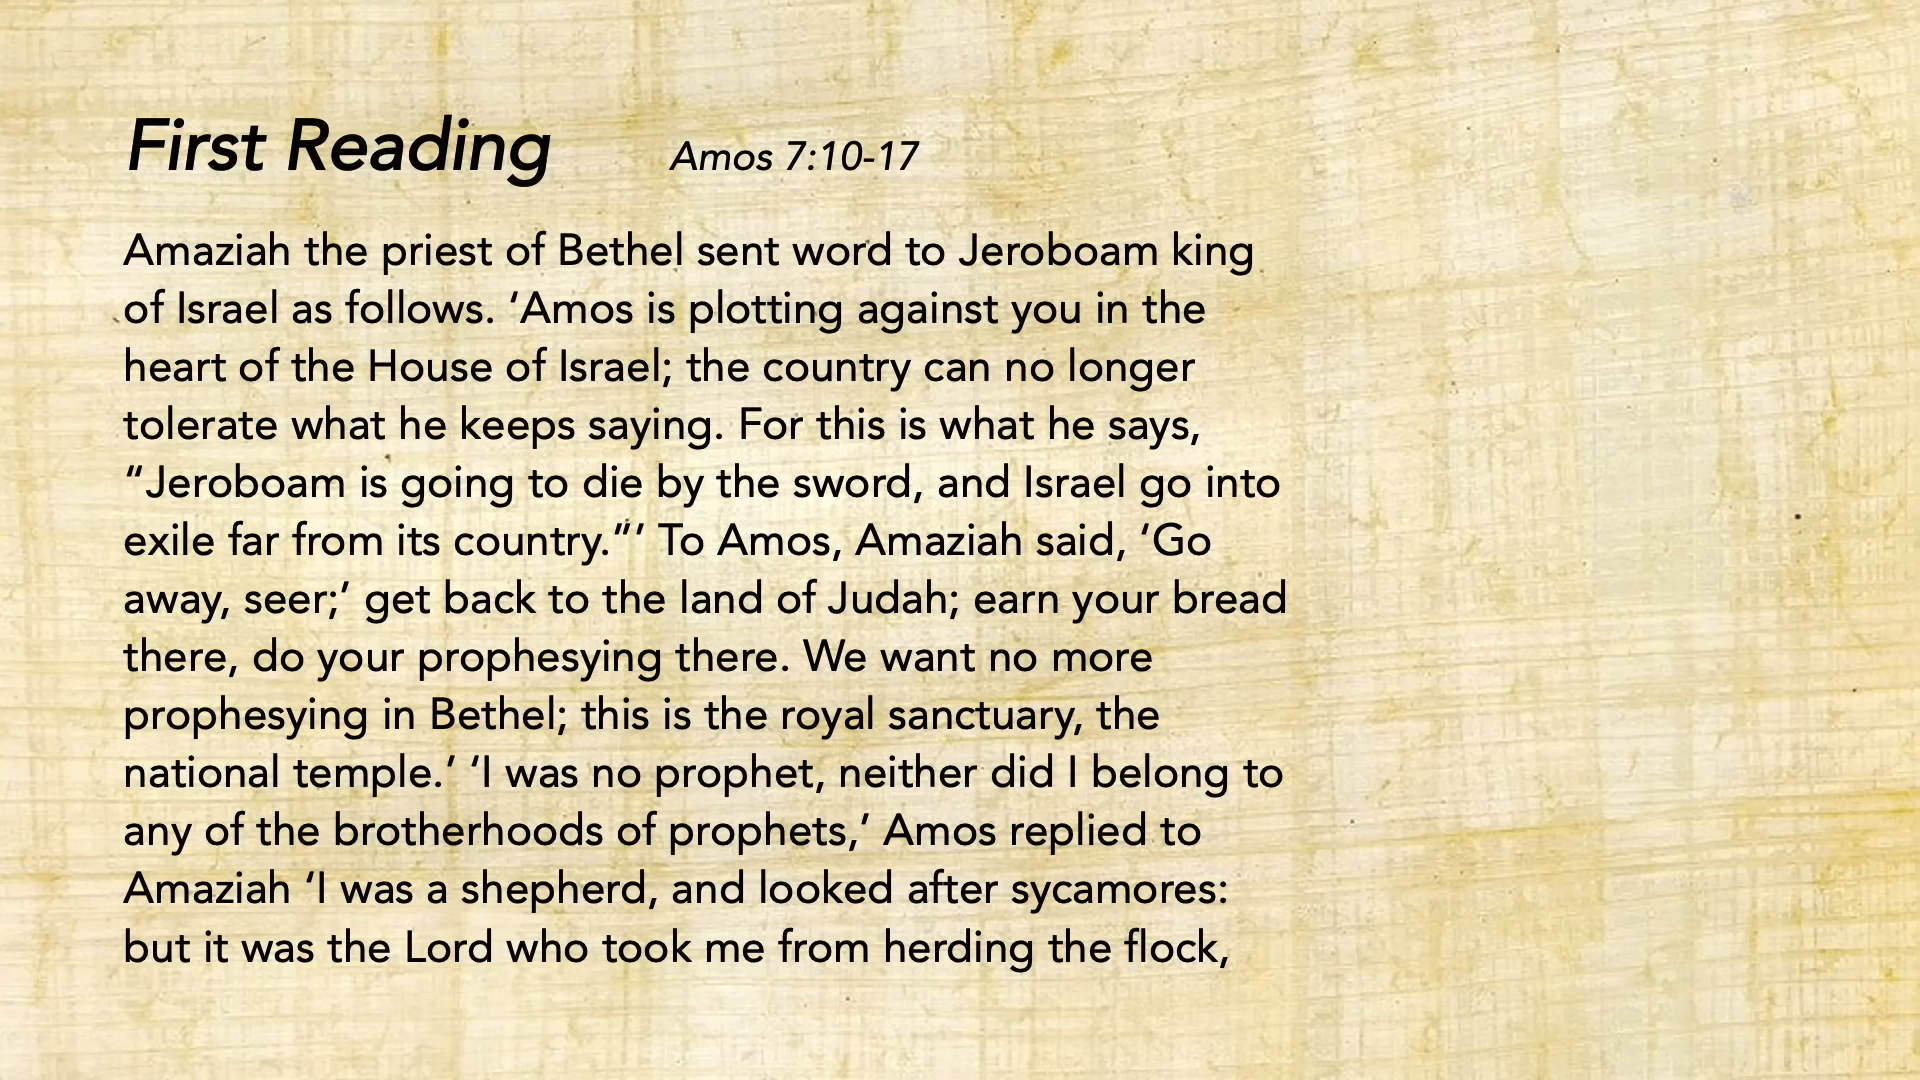 First Reading Amos 7:10-17
Amaziah the priest of Bethel sent word to Jeroboam king
of Israel as follows. ‘Amos is plotting against you in the
heart of the House of Israel; the country can no longer
tolerate what he keeps saying. For this is what he says,
“Jeroboam is going to die by the sword, and Israel go into
exile far from its country.”’ To Amos, Amaziah said, ‘Go
away, seer;’ get back to the land of Judah; earn your bread
there, do your prophesying there. We want no more
prophesying in Bethel; this is the royal sanctuary, the
national temple.’ ‘I was no prophet, neither did I belong to
any of the brotherhoods of prophets,’ Amos replied to
Amaziah ‘I was a shepherd, and looked after sycamores:
but it was the Lord who took me from herding the flock,